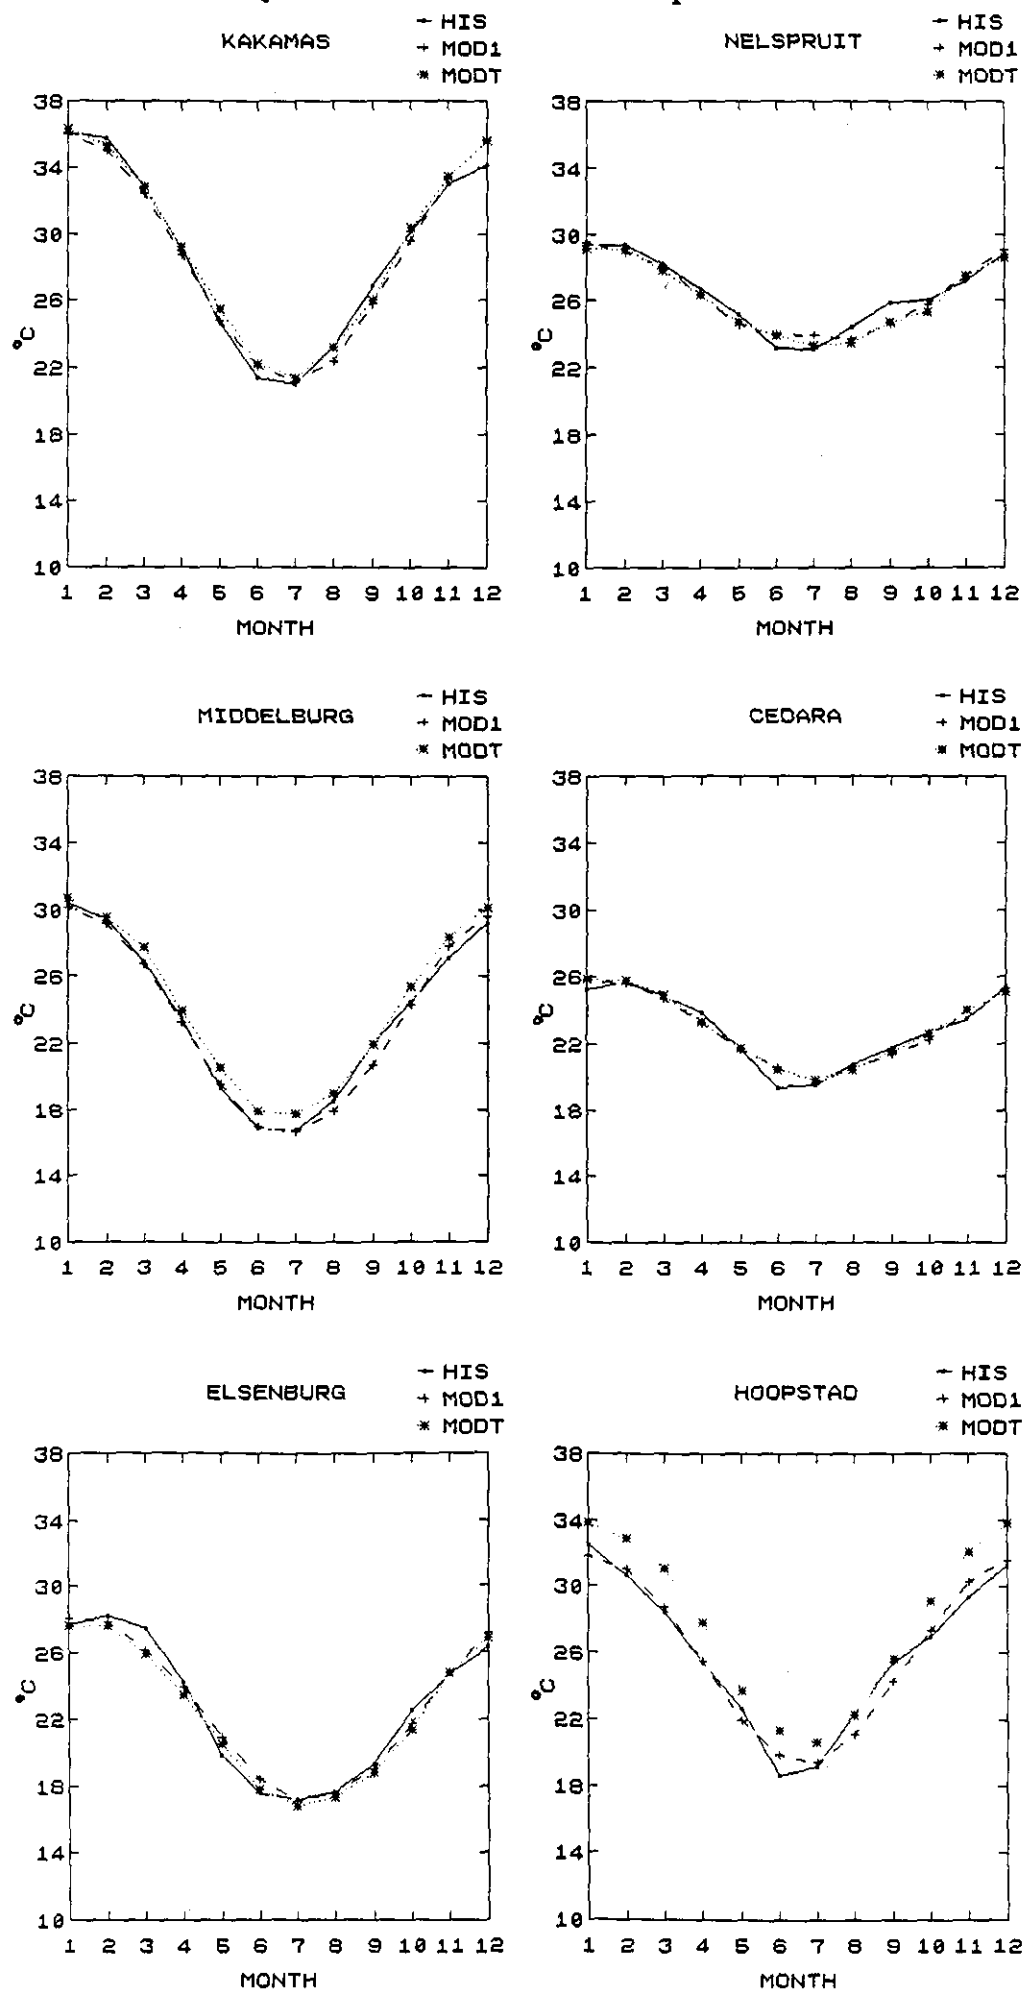 KAKAMAS
HIS
MOD1
MODT
38
34
30
26
22
18
14
10
°C
1 2 3 4 5 6 7 8 9 10 11 12
MONTH
NELSPRUIT
HIS
MOD1
MODT
38
34
30
26
22
18
14
10
°C
1 2 3 4 5 6 7 8 9 10 11 12
MONTH
MIDDELBURG
HIS
MOD1
MODT
38
34
30
26
22
18
14
10
°C
1 2 3 4 5 6 7 8 9 10 11 12
MONTH
CEDARA
HIS
MOD1
MODT
38
34
30
26
22
18
14
10
°C
1 2 3 4 5 6 7 8 9 10 11 12
MONTH
ELSENBURG
HIS
MOD1
MODT
38
34
30
26
22
18
14
10
°C
1 2 3 4 5 6 7 8 9 10 11 12
MONTH
HOOPSTAD
HIS
MOD1
MODT
38
34
30
26
22
18
14
10
°C
1 2 3 4 5 6 7 8 9 10 11 12
MONTH